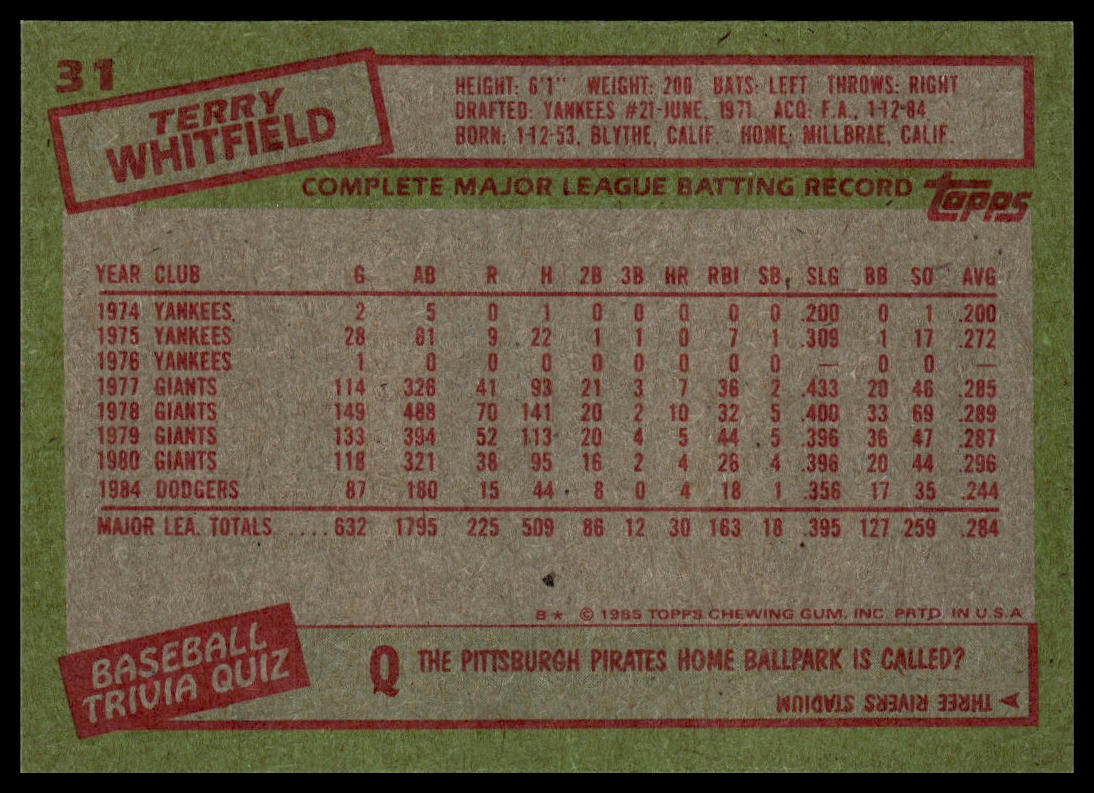 31
TERRY
WHITFIELD
HEIGHT: 6'1" WEIGHT: 200 BATS: LEFT THROWS: RIGHT
DRAFTED: YANKEES #21-JUNE, 1971 ACQ: F.A., 1-12-84
BORN: 1-12-53, BLYTHE, CALIF. HOME: MILLBRAE, CALIF.
COMPLETE MAJOR LEAGUE BATTING RECORD topps
YEAR CLUB G AB R H 2B 3B HR RBI SB SLG BB SO AVG
1974 YANKEES 2 5 0 1 0 0 0 0 0 .200 0 1 .200
1975 YANKEES 28 81 9 22 1 1 0 7 1 .309 1 17 .272
1976 YANKEES 1 0 0 0 0 0 0 0 0 — 0 0 —
1977 GIANTS 114 326 41 93 21 3 7 36 2 .433 20 46 .285
1978 GIANTS 149 488 70 141 20 2 10 32 5 .400 33 69 .289
1979 GIANTS 133 394 52 113 20 4 5 44 5 .396 36 47 .287
1980 GIANTS 118 321 38 95 16 2 4 26 4 .396 20 44 .296
1984 DODGERS 87 180 15 44 8 0 4 18 1 .356 17 35 .244
MAJOR LEA. TOTALS ....632 1795 225 509 86 12 30 163 18 .395 127 259 .284
B* © 1985 TOPPS CHEWING GUM, INC. PRTD. IN U.S.A.
BASEBALL
TRIVIA QUIZ
Q THE PITTSBURGH PIRATES HOME BALLPARK IS CALLED?
THREE RIVERS STADIUM